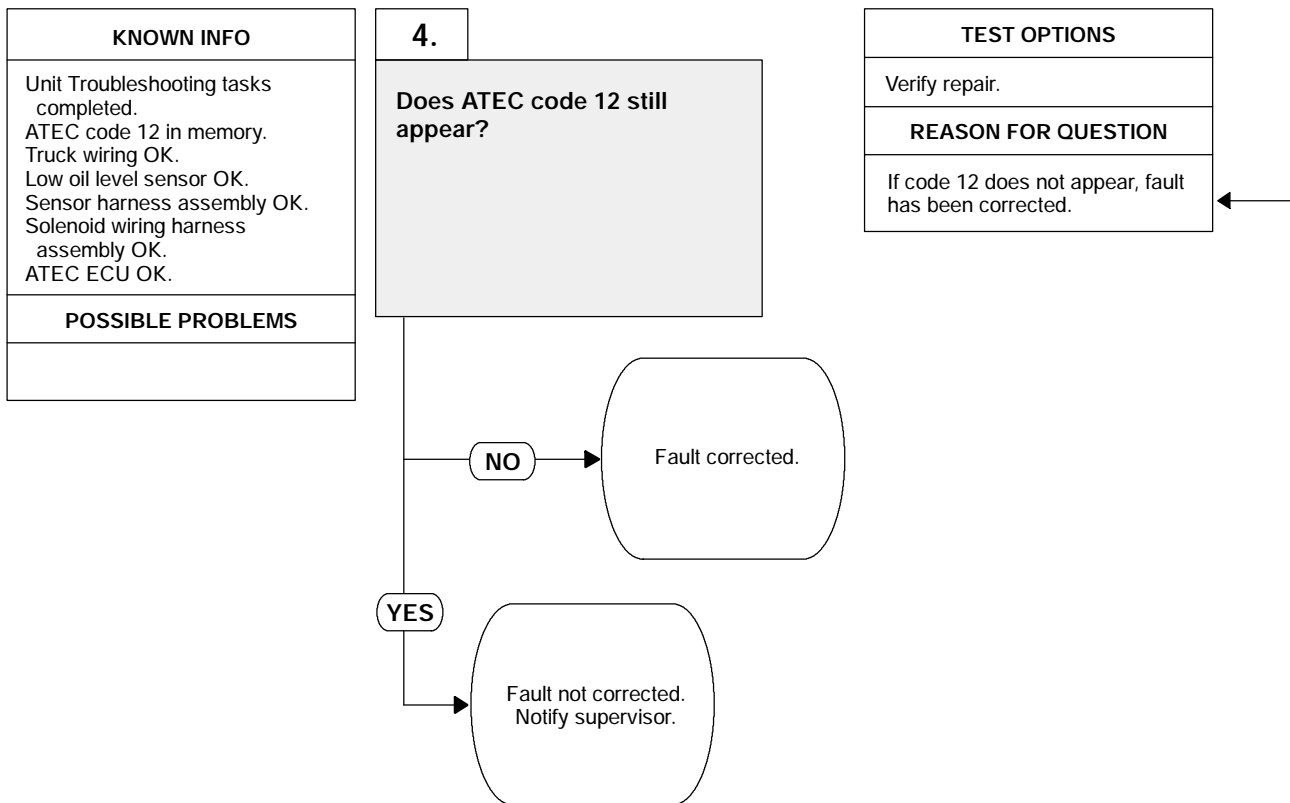 KNOWN INFO
Unit Troubleshooting tasks
completed.
ATEC code 12 in memory.
Truck wiring OK.
Low oil level sensor OK.
Sensor harness assembly OK.
Solenoid wiring harness
assembly OK.
ATEC ECU OK.
POSSIBLE PROBLEMS
4.
Does ATEC code 12 still
appear?
TEST OPTIONS
Verify repair.
REASON FOR QUESTION
If code 12 does not appear, fault
has been corrected.
NO
Fault corrected.
YES
Fault not corrected.
Notify supervisor.